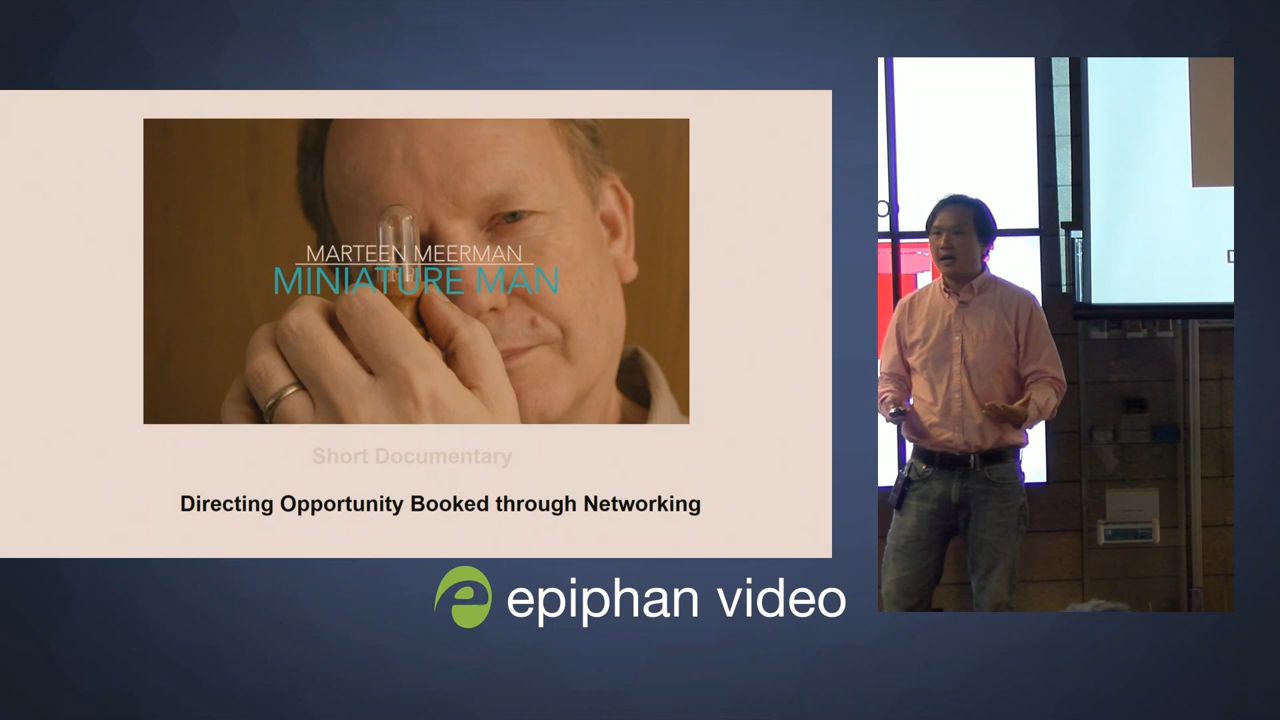 MARTEEN MEERMAN
MINIATURE MAN
Short Documentary
Directing Opportunity Booked through Networking
epiphan video